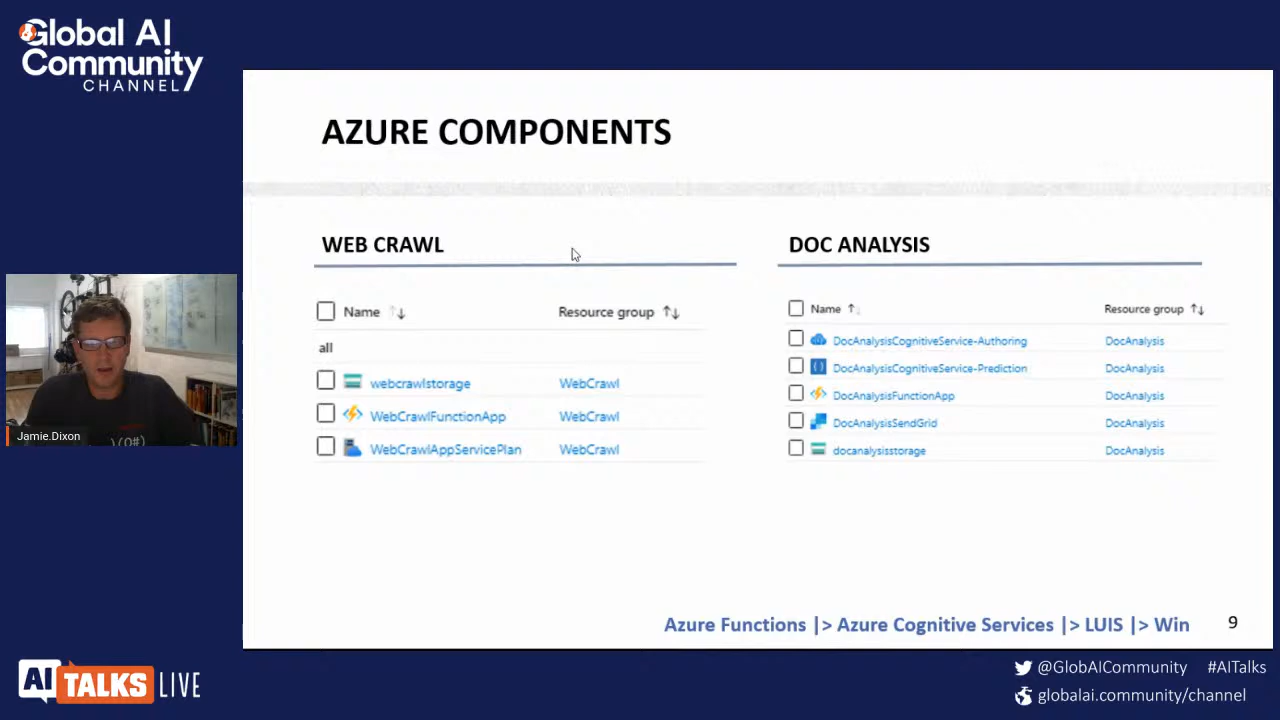 Global AI
Community
CHANNEL
AZURE COMPONENTS
WEB CRAWL
Name ↑↓ Resource group ↑↓
all
webcrawlstorage WebCrawl
WebCrawlFunctionApp WebCrawl
WebCrawlAppServicePlan WebCrawl
DOC ANALYSIS
Name ↑↓ Resource group ↑↓
DocAnalysisCognitiveService-Authoring DocAnalysis
DocAnalysisCognitiveService-Prediction DocAnalysis
DocAnalysisFunctionApp DocAnalysis
DocAnalysisSendGrid DocAnalysis
docanalysisstorage DocAnalysis
Jamie.Dixon
Azure Functions |> Azure Cognitive Services |> LUIS |> Win 9
AI TALKS LIVE
@GlobAICommunity #AITalks
globalai.community/channel